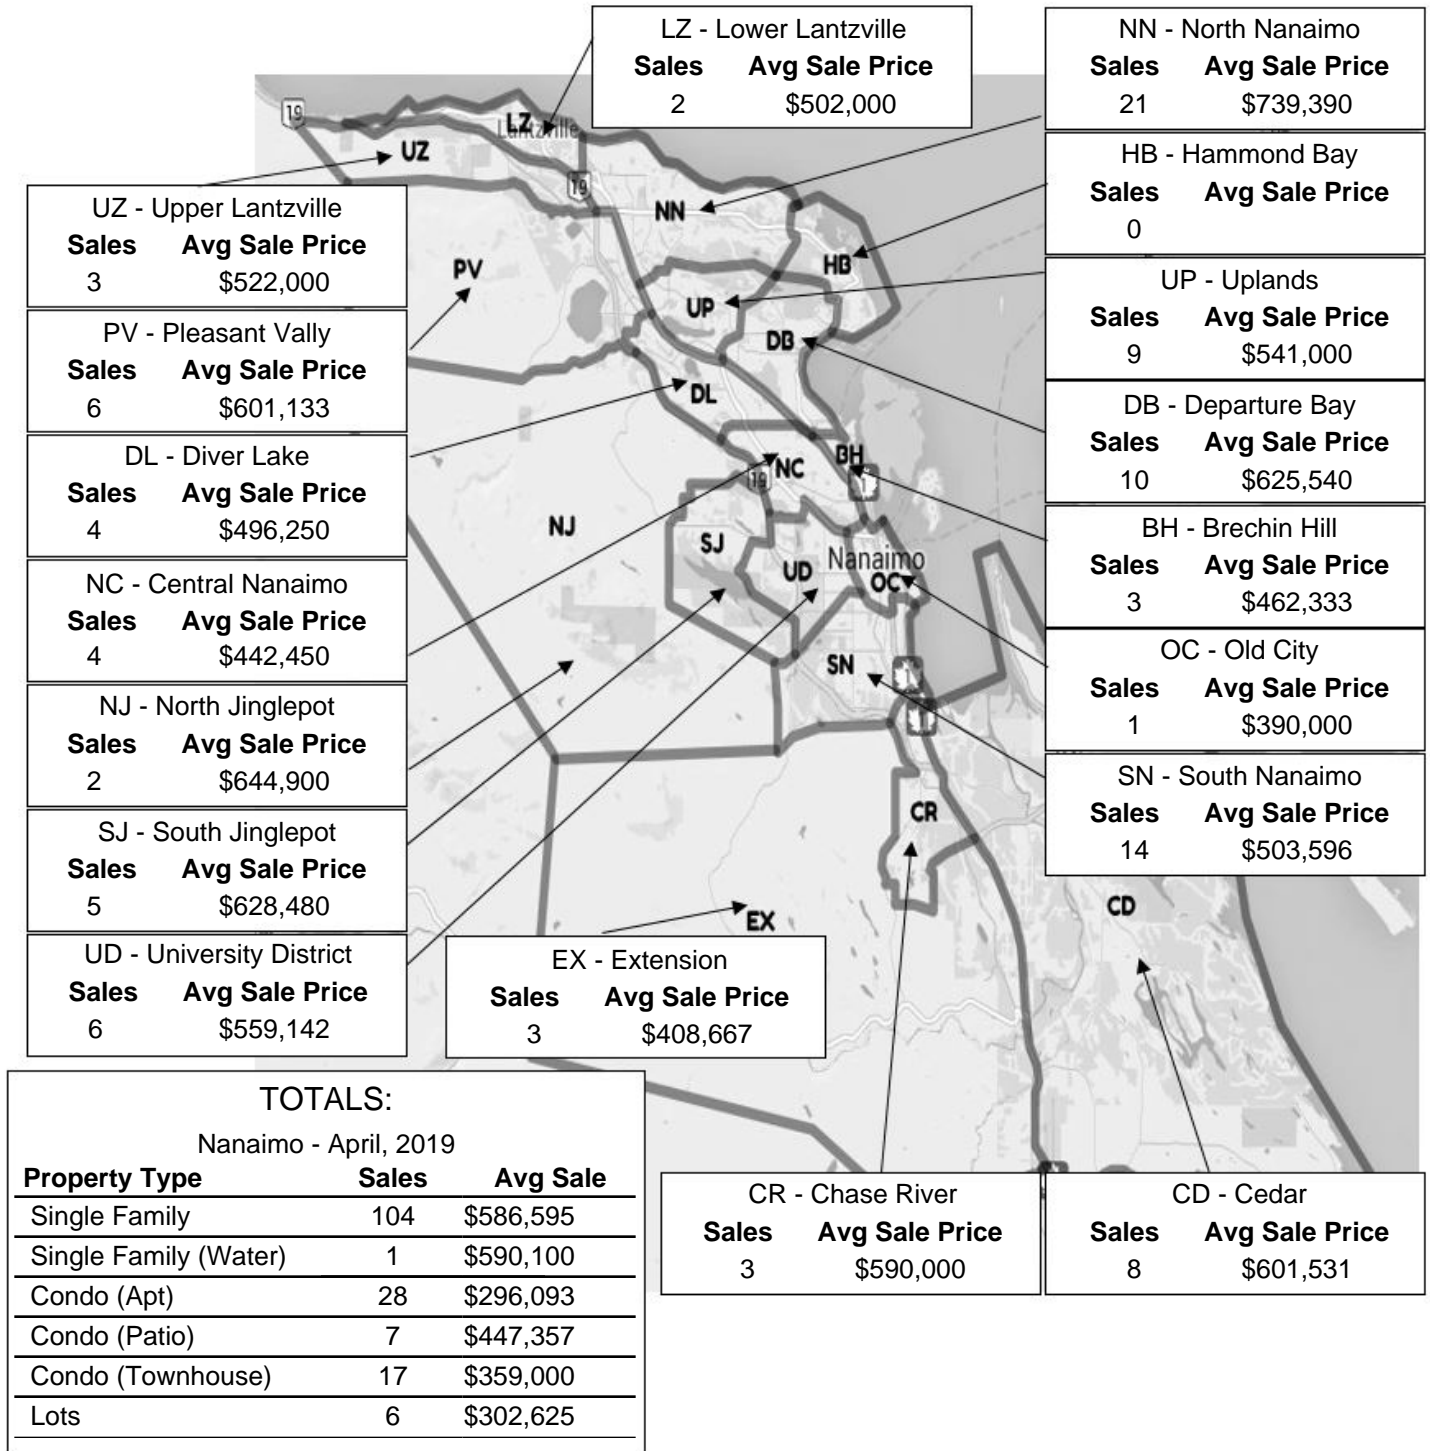 LZ - Lower Lantzville
Sales Avg Sale Price
2 $502,000
NN - North Nanaimo
Sales Avg Sale Price
21 $739,390
HB - Hammond Bay
Sales Avg Sale Price
0
UP - Uplands
Sales Avg Sale Price
9 $541,000
DB - Departure Bay
Sales Avg Sale Price
10 $625,540
BH - Brechin Hill
Sales Avg Sale Price
3 $462,333
OC - Old City
Sales Avg Sale Price
1 $390,000
SN - South Nanaimo
Sales Avg Sale Price
14 $503,596
UZ - Upper Lantzville
Sales Avg Sale Price
3 $522,000
PV - Pleasant Vally
Sales Avg Sale Price
6 $601,133
DL - Diver Lake
Sales Avg Sale Price
4 $496,250
NC - Central Nanaimo
Sales Avg Sale Price
4 $442,450
NJ - North Jinglepot
Sales Avg Sale Price
2 $644,900
SJ - South Jinglepot
Sales Avg Sale Price
5 $628,480
UD - University District
Sales Avg Sale Price
6 $559,142
EX - Extension
Sales Avg Sale Price
3 $408,667
CR - Chase River
Sales Avg Sale Price
3 $590,000
CD - Cedar
Sales Avg Sale Price
8 $601,531
19
LZ
Lantzville
UZ
19
NN
PV
HB
UP
DB
DL
BH
NC
19
1
NJ
SJ
Nanaimo
UD
OC
SN
CR
CD
EX
TOTALS:
Nanaimo - April, 2019
Property Type Sales Avg Sale
Single Family 104 $586,595
Single Family (Water) 1 $590,100
Condo (Apt) 28 $296,093
Condo (Patio) 7 $447,357
Condo (Townhouse) 17 $359,000
Lots 6 $302,625